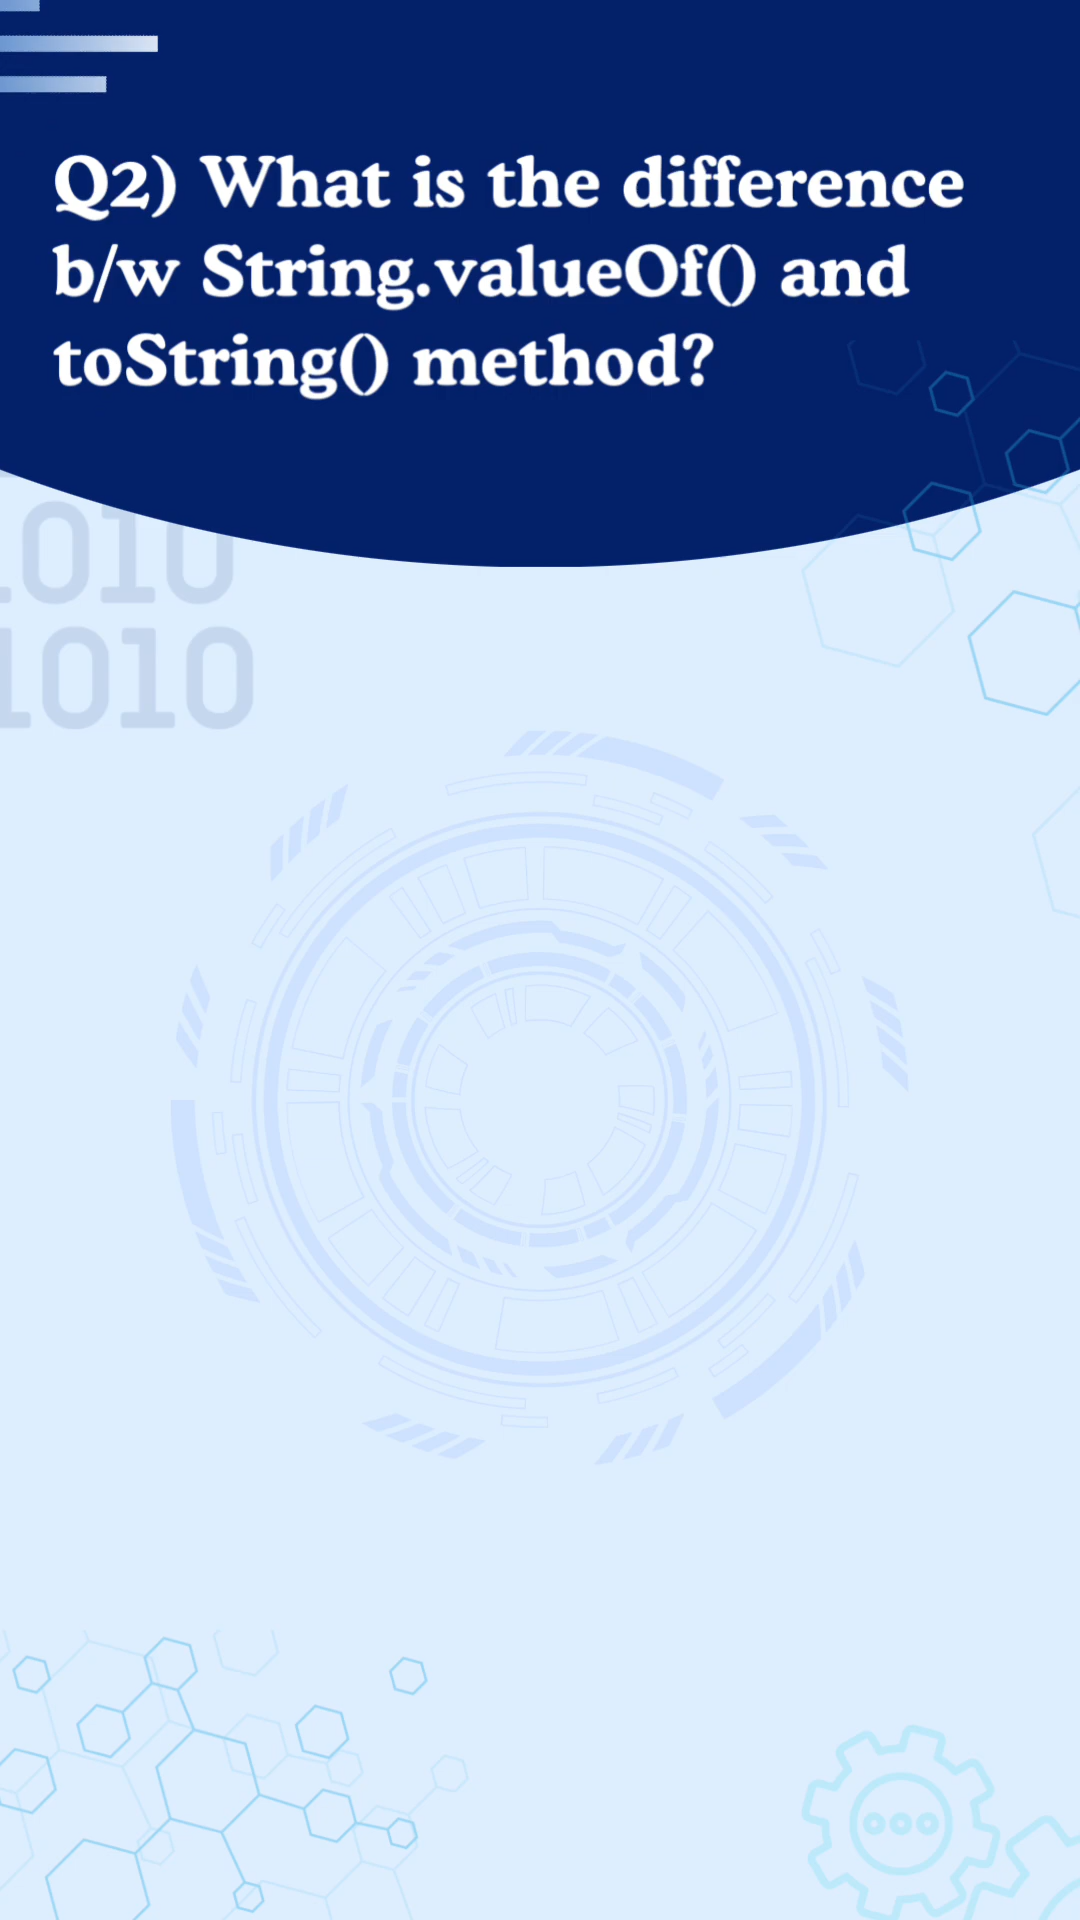 Q2) What is the difference
b/w String.valueOf() and
toString() method?
1010
1010